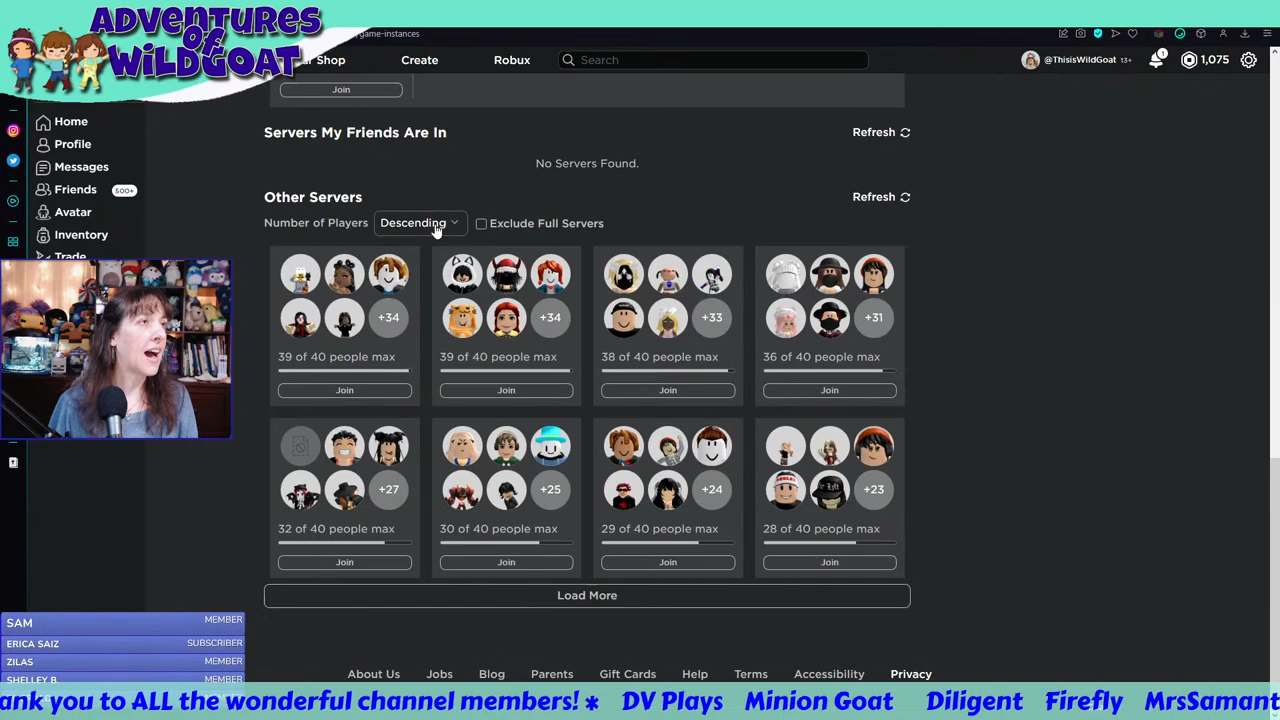 ADVENTURES
OF
WILDGOAT
game-instances
Shop
Create
Robux
Search
@ThisisWildGoat 13+
1
1,075
Join
Home
Profile
Messages
Friends
500+
Avatar
Inventory
Trade
Servers My Friends Are In
Refresh
No Servers Found.
Other Servers
Refresh
Number of Players
Descending
Exclude Full Servers
+34
+34
+33
+31
39 of 40 people max
39 of 40 people max
38 of 40 people max
36 of 40 people max
Join
Join
Join
Join
+27
+25
+24
+23
32 of 40 people max
30 of 40 people max
29 of 40 people max
28 of 40 people max
Join
Join
Join
Join
Load More
SAM MEMBER
ERICA SAIZ SUBSCRIBER
ZILAS MEMBER
SHELLEY B. MEMBER
About Us
Jobs
Blog
Parents
Gift Cards
Help
Terms
Accessibility
Privacy
ank you to ALL the wonderful channel members! * DV Plays Minion Goat Diligent Firefly MrsSamant